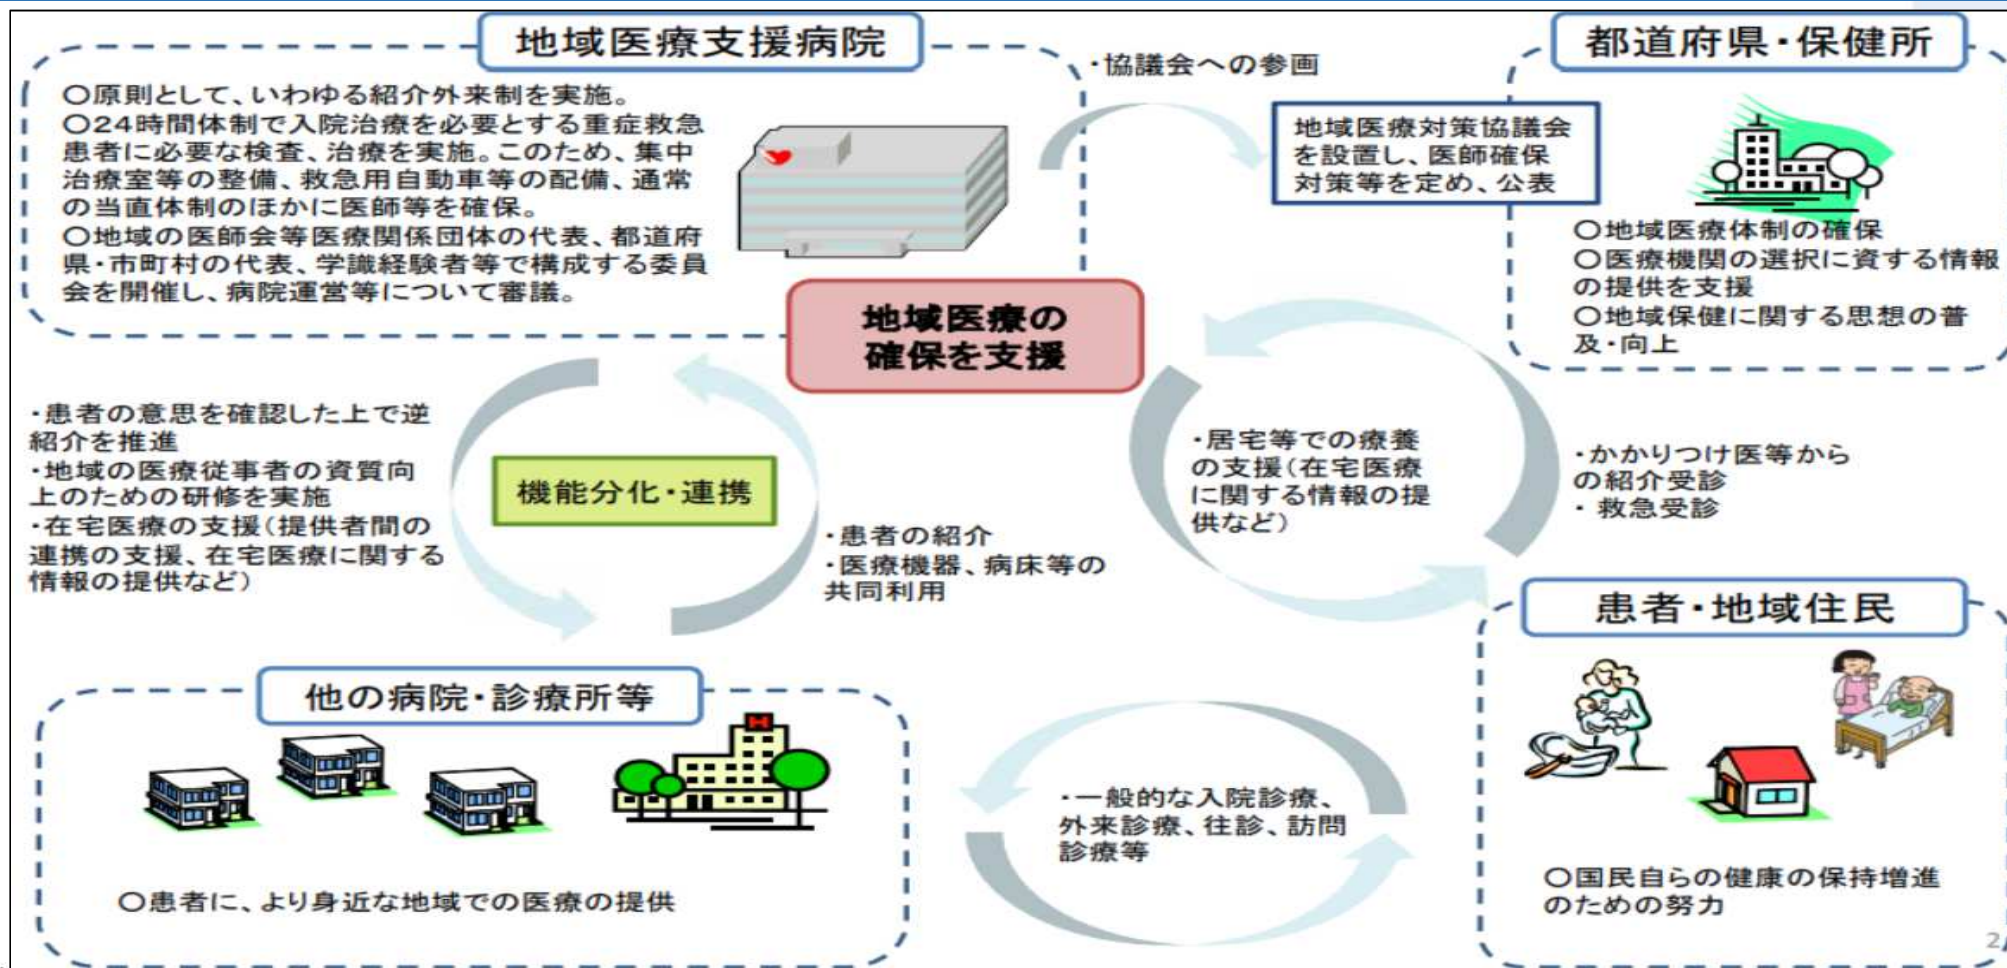 地域医療支援病院
〇原則として、いわゆる紹介外来制を実施。
〇24時間体制で入院治療を必要とする重症救急
患者に必要な検査、治療を実施。このため、集中
治療室等の整備、救急用自動車等の配備、通常
の当直体制のほかに医師等を確保。
〇地域の医師会等医療関係団体の代表、都道府
県・市町村の代表、学識経験者等で構成する委員
会を開催し、病院運営等について審議。
・協議会への参画
都道府県・保健所
地域医療対策協議会
を設置し、医師確保
対策等を定め、公表
〇地域医療体制の確保
〇医療機関の選択に資する情報
の提供を支援
〇地域保健に関する思想の普
及・向上
地域医療の
確保を支援
・患者の意思を確認した上で逆
紹介を推進
・地域の医療従事者の資質向
上のための研修を実施
・在宅医療の支援(提供者間の
連携の支援、在宅医療に関する
情報の提供など)
機能分化・連携
・患者の紹介
・医療機器、病床等の
共同利用
・居宅等での療養
の支援(在宅医療
に関する情報の提
供など)
・かかりつけ医等から
の紹介受診
・救急受診
他の病院・診療所等
H
〇患者に、より身近な地域での医療の提供
・一般的な入院診療、
外来診療、往診、訪問
診療等
患者・地域住民
〇国民自らの健康の保持増進
のための努力
2